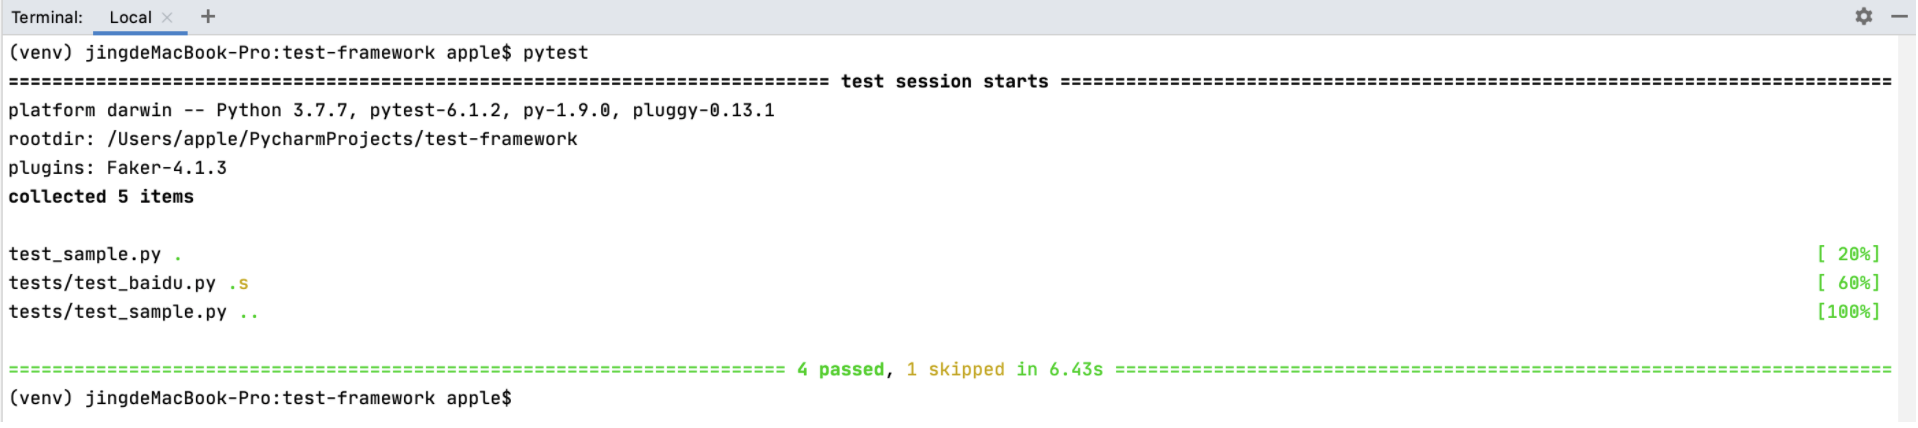 Terminal: Local × +
(venv) jingdeMacBook-Pro:test-framework apple$ pytest
=========================================================================== test session starts ============================================================================
platform darwin -- Python 3.7.7, pytest-6.1.2, py-1.9.0, pluggy-0.13.1
rootdir: /Users/apple/PycharmProjects/test-framework
plugins: Faker-4.1.3
collected 5 items
test_sample.py . [ 20%]
tests/test_baidu.py .s [ 60%]
tests/test_sample.py .. [100%]
======================================================================= 4 passed, 1 skipped in 6.43s =======================================================================
(venv) jingdeMacBook-Pro:test-framework apple$